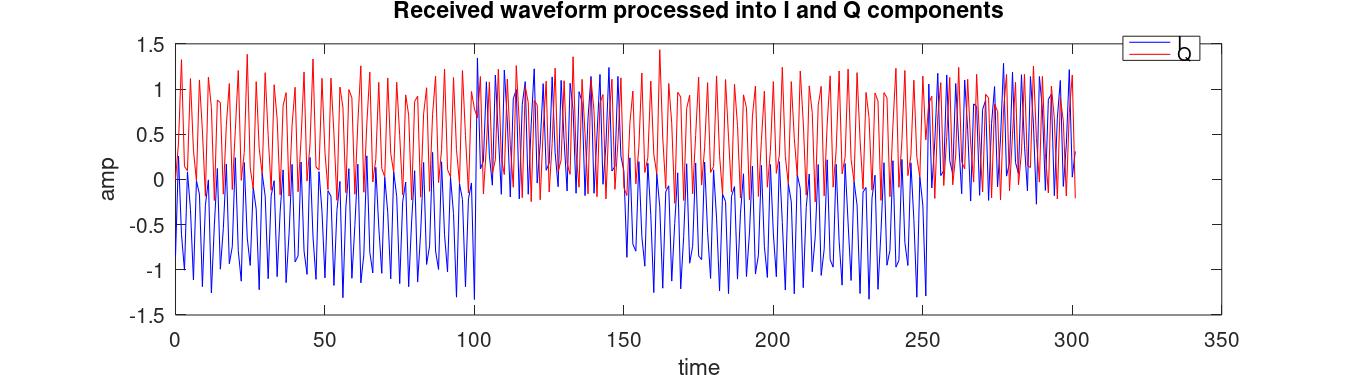 Received waveform processed into I and Q components
I
Q
1.5
1
0.5
0
-0.5
-1
-1.5
amp
0 50 100 150 200 250 300 350
time